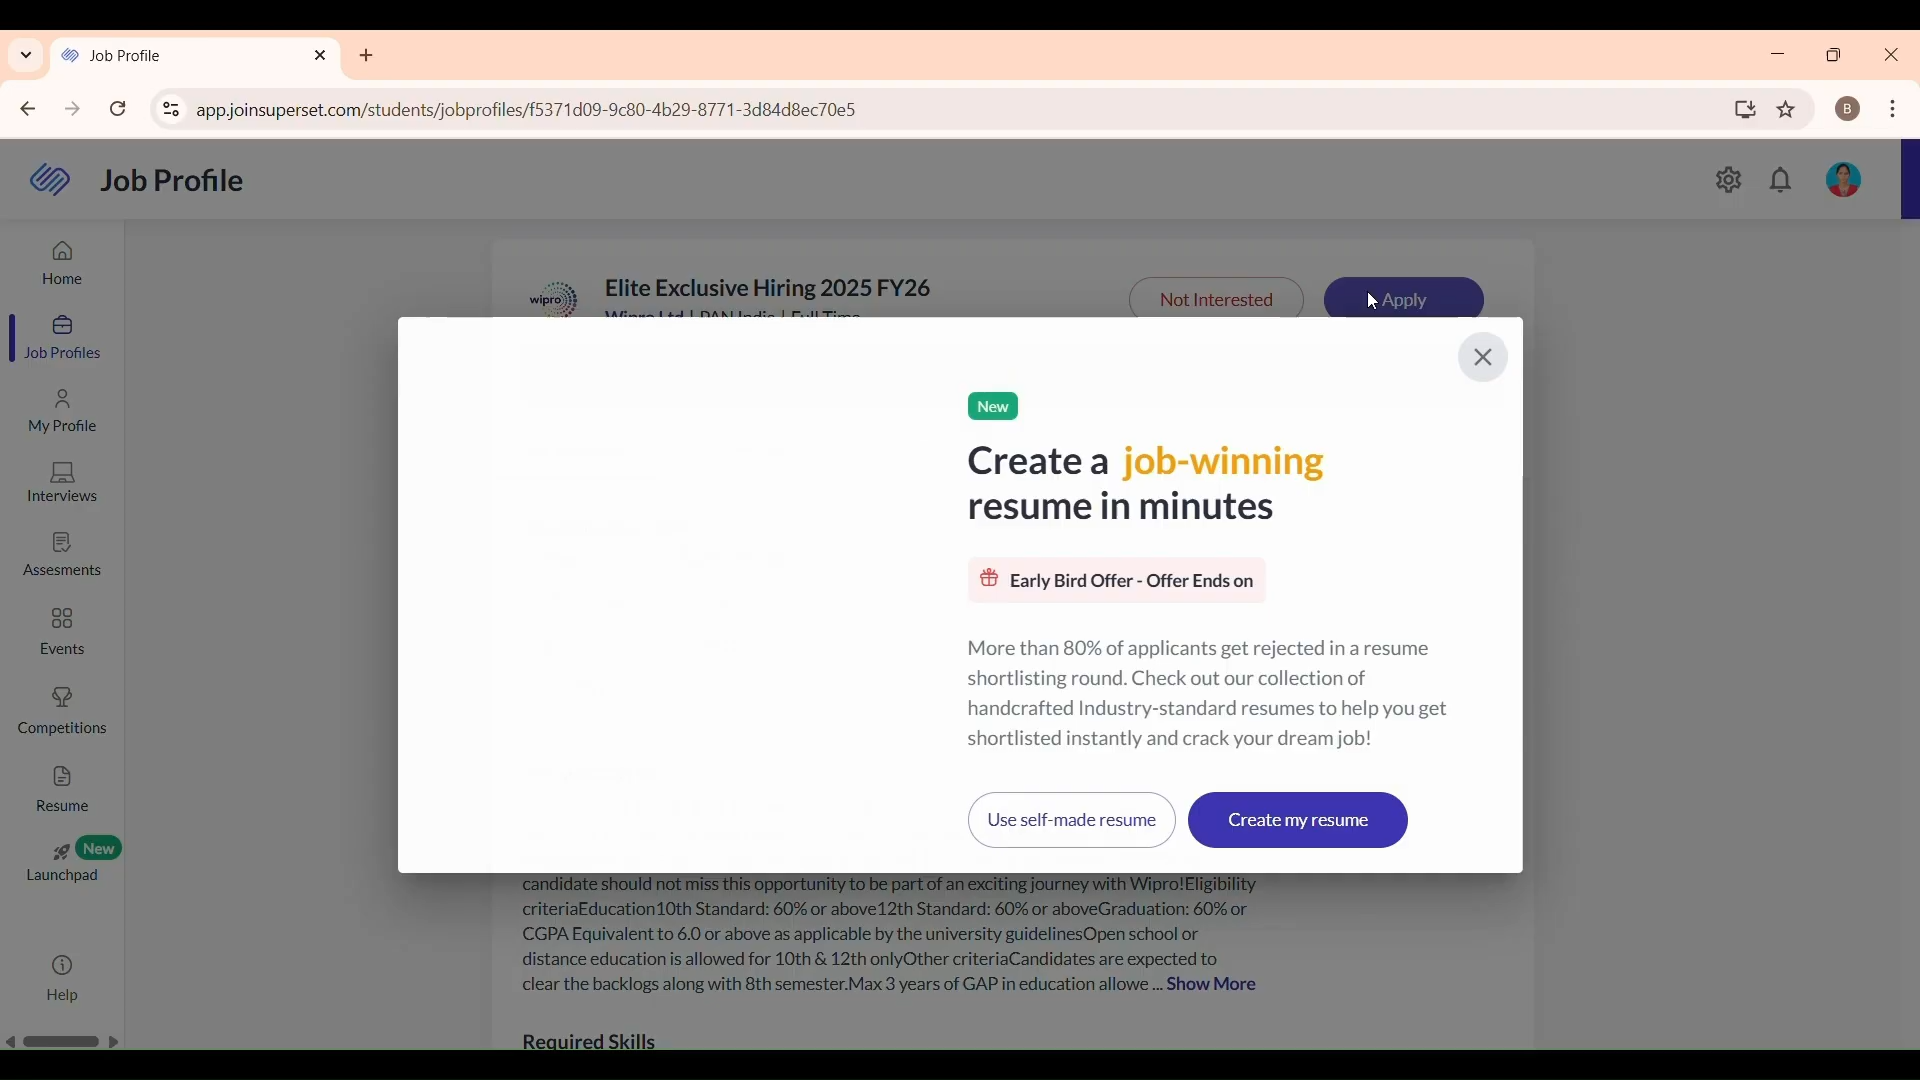 Job Profile
app.joinsuperset.com/students/jobprofiles/f5371d09-9c80-4b29-8771-3d84d8ec70e5
B
Job Profile
Home
Job Profiles
My Profile
Interviews
Assesments
Events
Competitions
Resume
New
Launchpad
Help
wipro
Elite Exclusive Hiring 2025 FY26
Wipro Ltd | PAN India | Full Time
Not Interested
Apply
New
Create a job-winning
resume in minutes
Early Bird Offer - Offer Ends on
More than 80% of applicants get rejected in a resume
shortlisting round. Check out our collection of
handcrafted Industry-standard resumes to help you get
shortlisted instantly and crack your dream job!
Use self-made resume
Create my resume
candidate should not miss this opportunity to be part of an exciting journey with Wipro!Eligibility
criteriaEducation10th Standard: 60% or above12th Standard: 60% or aboveGraduation: 60% or
CGPA Equivalent to 6.0 or above as applicable by the university guidelinesOpen school or
distance education is allowed for 10th & 12th onlyOther criteriaCandidates are expected to
clear the backlogs along with 8th semester.Max 3 years of GAP in education allowe ... Show More
Required Skills